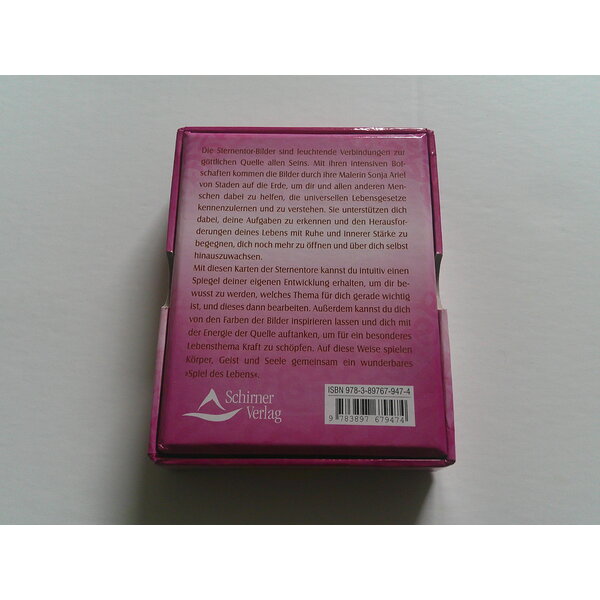 Die Sternentor-Bilder sind leuchtende Verbindungen zur
göttlichen Quelle allen Seins. Mit ihren intensiven Bot-
schaften kommen die Bilder durch ihre Malerin Sonja Ariel
von Staden auf die Erde, um dir und allen anderen Men-
schen dabei zu helfen, die universellen Lebensgesetze
kennenzulernen und zu verstehen. Sie unterstützen dich
dabei, deine Aufgaben zu erkennen und den Herausfor-
derungen deines Lebens mit Ruhe und innerer Stärke zu
begegnen, dich noch mehr zu öffnen und über dich selbst
hinauszuwachsen.
Mit diesen Karten der Sternentore kannst du intuitiv einen
Spiegel deiner eigenen Entwicklung erhalten, um dir be-
wusst zu werden, welches Thema für dich gerade wichtig
ist, und dieses dann bearbeiten. Außerdem kannst du dich
von den Farben der Bilder inspirieren lassen und dich mit
der Energie der Quelle auftanken, um für ein besonderes
Lebensthema Kraft zu schöpfen. Auf diese Weise spielen
Körper, Geist und Seele gemeinsam ein wunderbares
»Spiel des Lebens«.
Schirner
Verlag
ISBN 978-3-89767-947-4
9 783897 679474